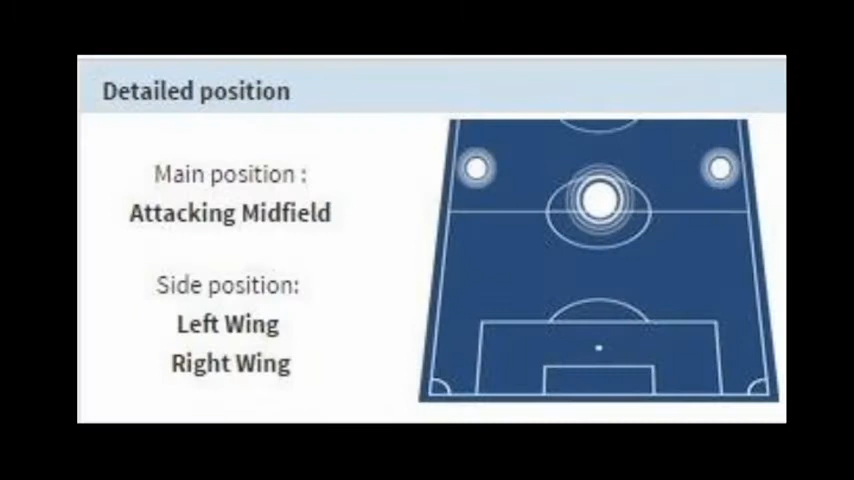 Detailed position
Main position :
Attacking Midfield
Side position:
Left Wing
Right Wing